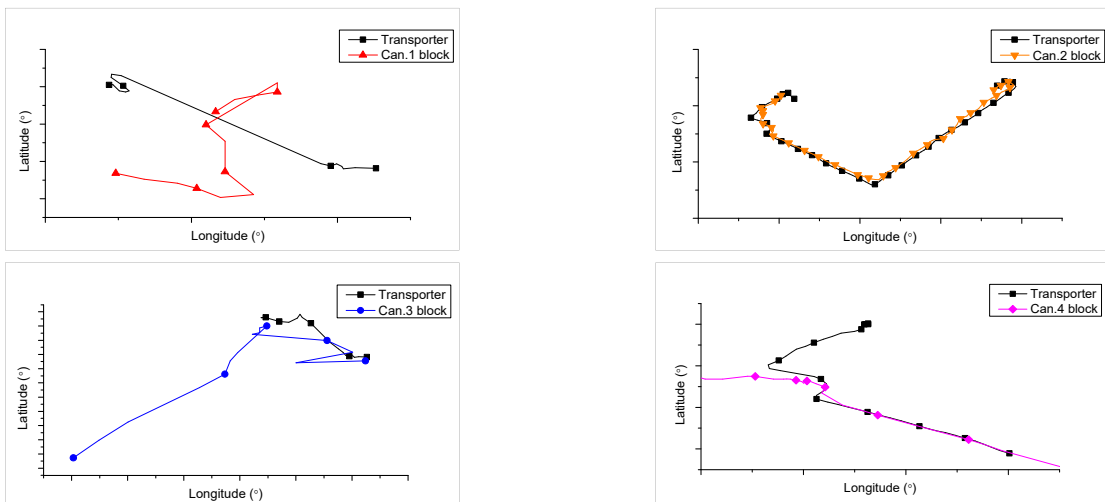 Transporter
Can.1 block
Latitude (°)
Longitude (°)
Transporter
Can.2 block
Latitude (°)
Longitude (°)
Transporter
Can.3 block
Latitude (°)
Longitude (°)
Transporter
Can.4 block
Latitude (°)
Longitude (°)